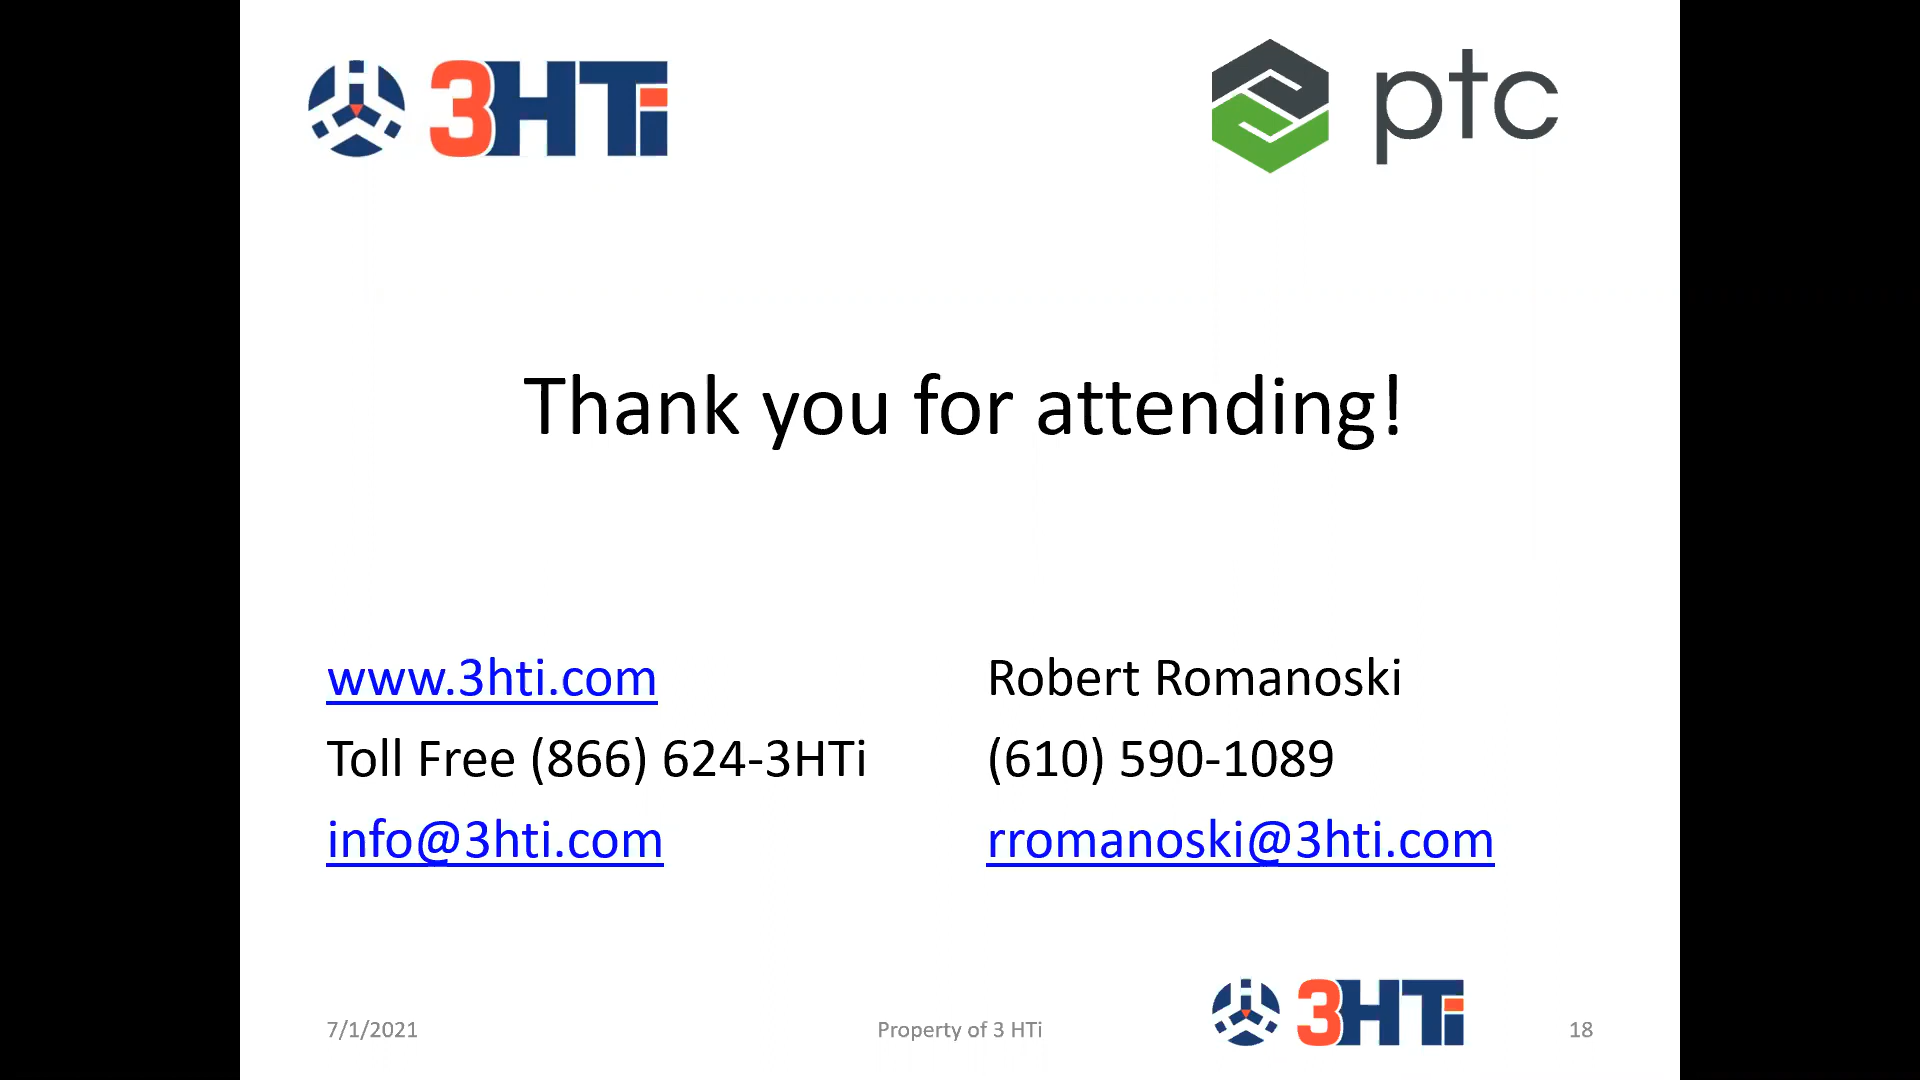 3HTi
ptc
Thank you for attending!
www.3hti.com
Toll Free (866) 624-3HTi
info@3hti.com
Robert Romanoski
(610) 590-1089
rromanoski@3hti.com
7/1/2021
Property of 3 HTi
3HTi
18